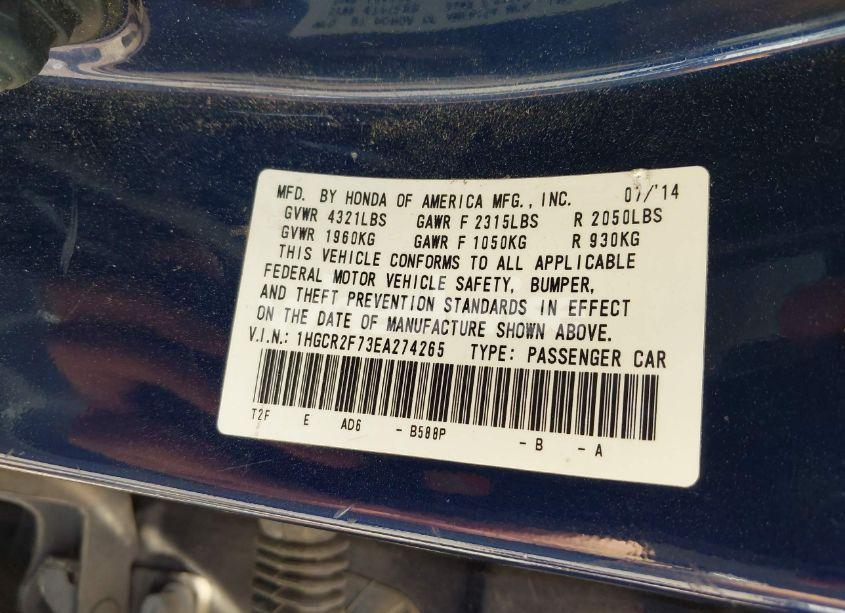 MFD. BY HONDA OF AMERICA MFG., INC. 07/'14
GVWR 4321LBS GAWR F 2315LBS R 2050LBS
GVWR 1960KG GAWR F 1050KG R 930KG
THIS VEHICLE CONFORMS TO ALL APPLICABLE
FEDERAL MOTOR VEHICLE SAFETY, BUMPER,
AND THEFT PREVENTION STANDARDS IN EFFECT
ON THE DATE OF MANUFACTURE SHOWN ABOVE.
V.I.N.: 1HGCR2F73EA274265 TYPE: PASSENGER CAR
T2F E AD6 - B588P - B - A